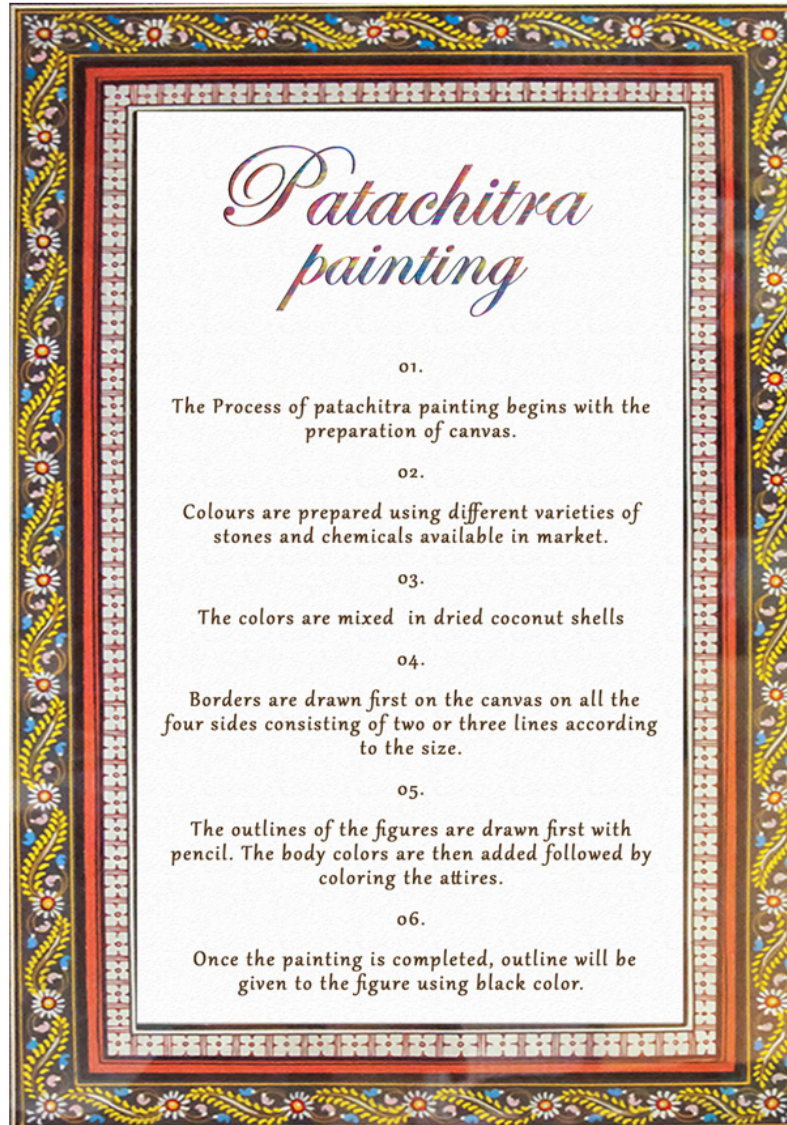 Patachitra
painting
01.
The Process of patachitra painting begins with the
preparation of canvas.
02.
Colours are prepared using different varieties of
stones and chemicals available in market.
03.
The colors are mixed  in dried coconut shells
04.
Borders are drawn first on the canvas on all the
four sides consisting of two or three lines according
to the size.
05.
The outlines of the figures are drawn first with
pencil. The body colors are then added followed by
coloring the attires.
06.
Once the painting is completed, outline will be
given to the figure using black color.